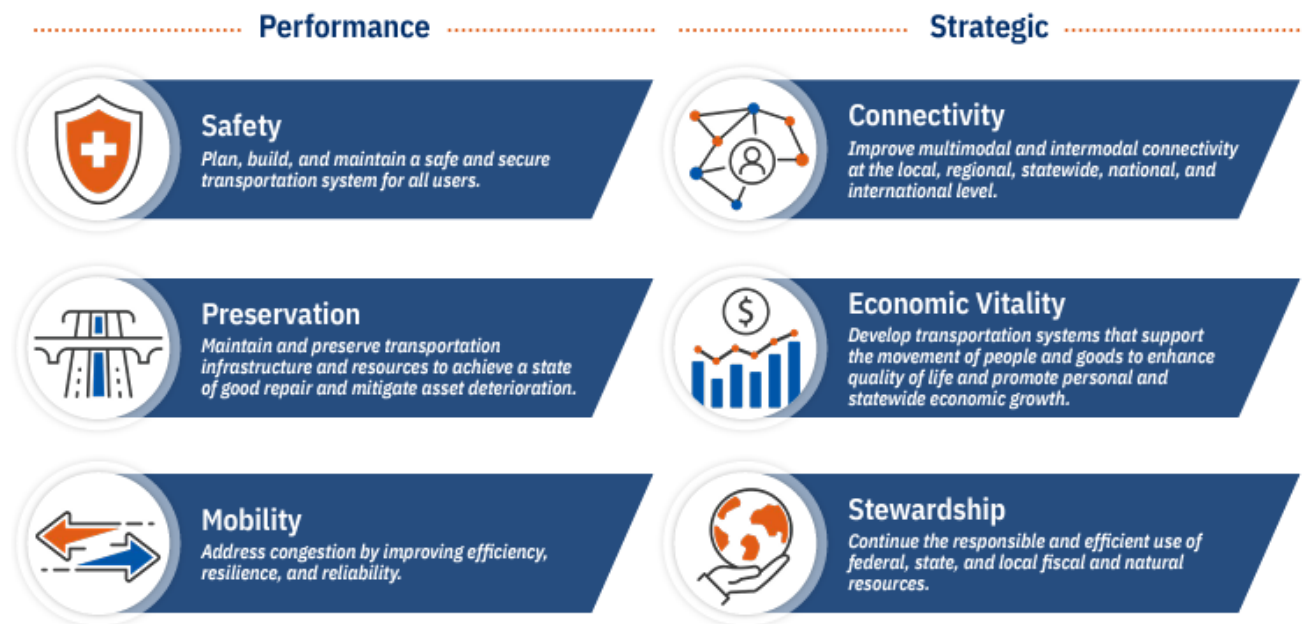 Performance
Safety
Plan, build, and maintain a safe and secure
transportation system for all users.
Preservation
Maintain and preserve transportation
infrastructure and resources to achieve a state
of good repair and mitigate asset deterioration.
Mobility
Address congestion by improving efficiency,
resilience, and reliability.
Strategic
Connectivity
Improve multimodal and intermodal connectivity
at the local, regional, statewide, national, and
international level.
$
Economic Vitality
Develop transportation systems that support
the movement of people and goods to enhance
quality of life and promote personal and
statewide economic growth.
Stewardship
Continue the responsible and efficient use of
federal, state, and local fiscal and natural
resources.